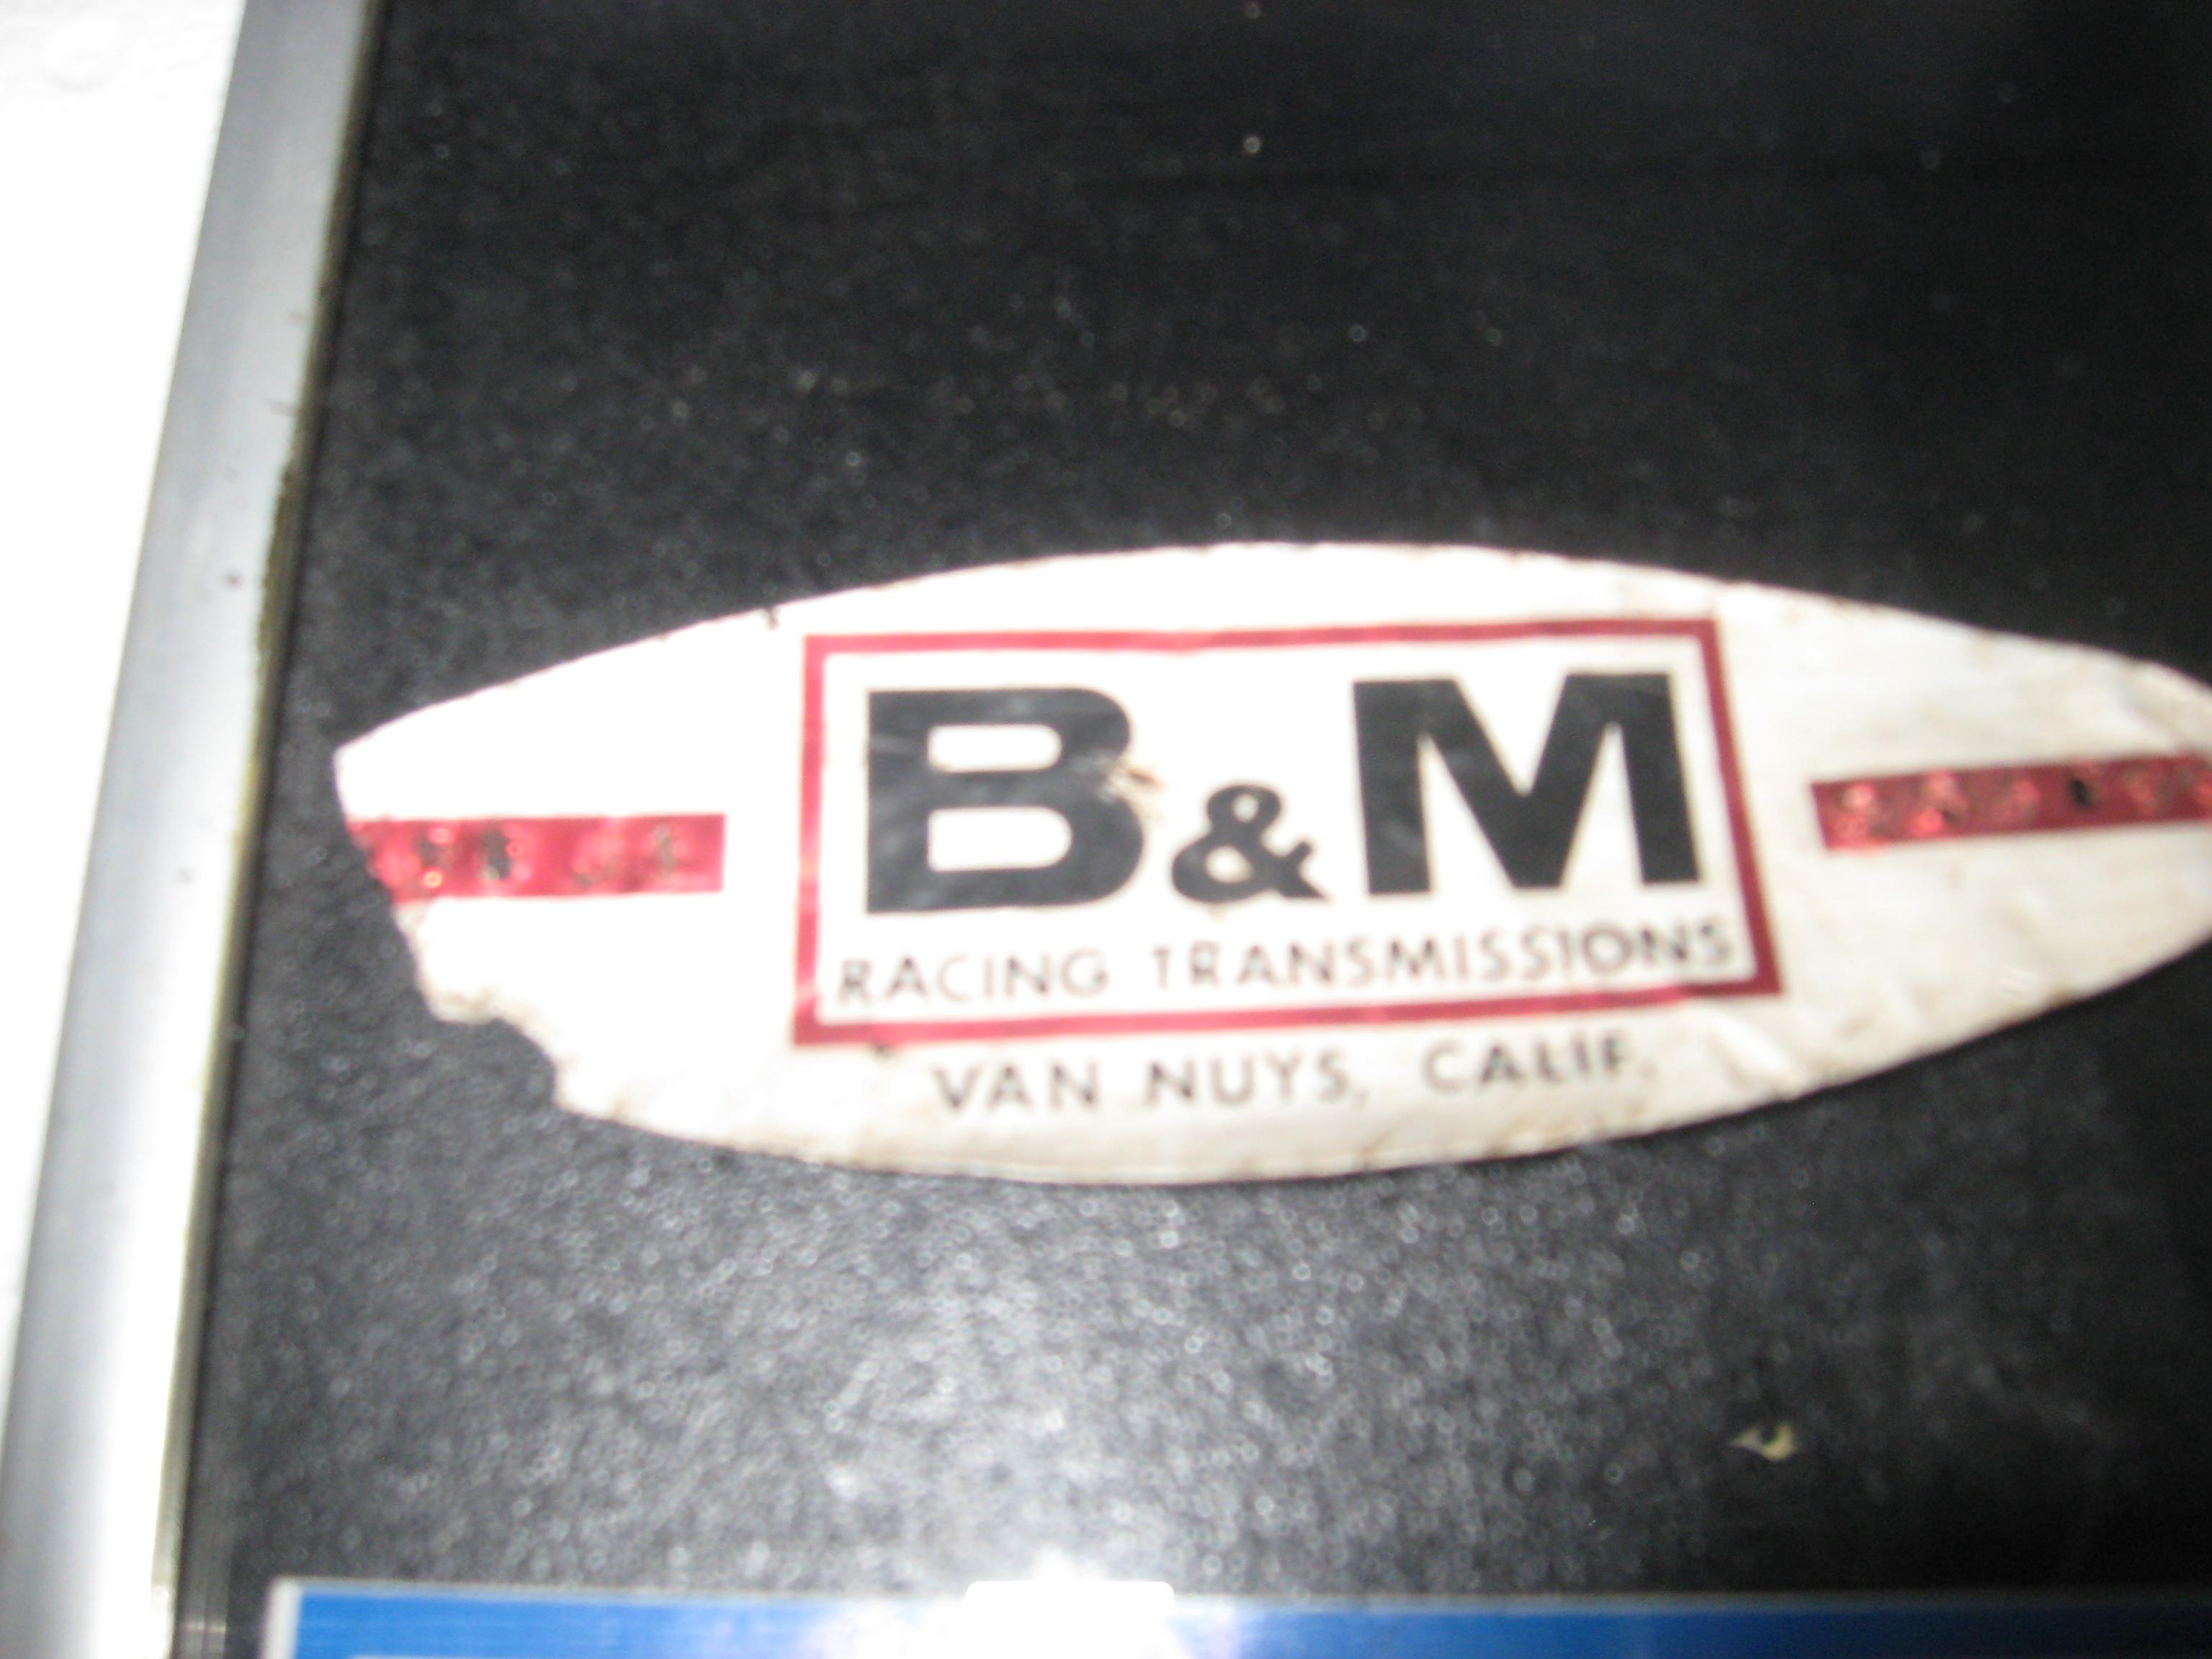 B&M
RACING TRANSMISSIONS
VAN NUYS, CALIF.